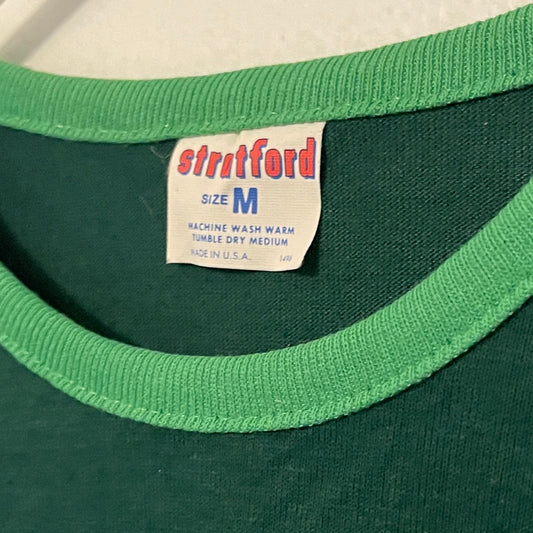 stratford
SIZE M
MACHINE WASH WARM
TUMBLE DRY MEDIUM
MADE IN U.S.A.